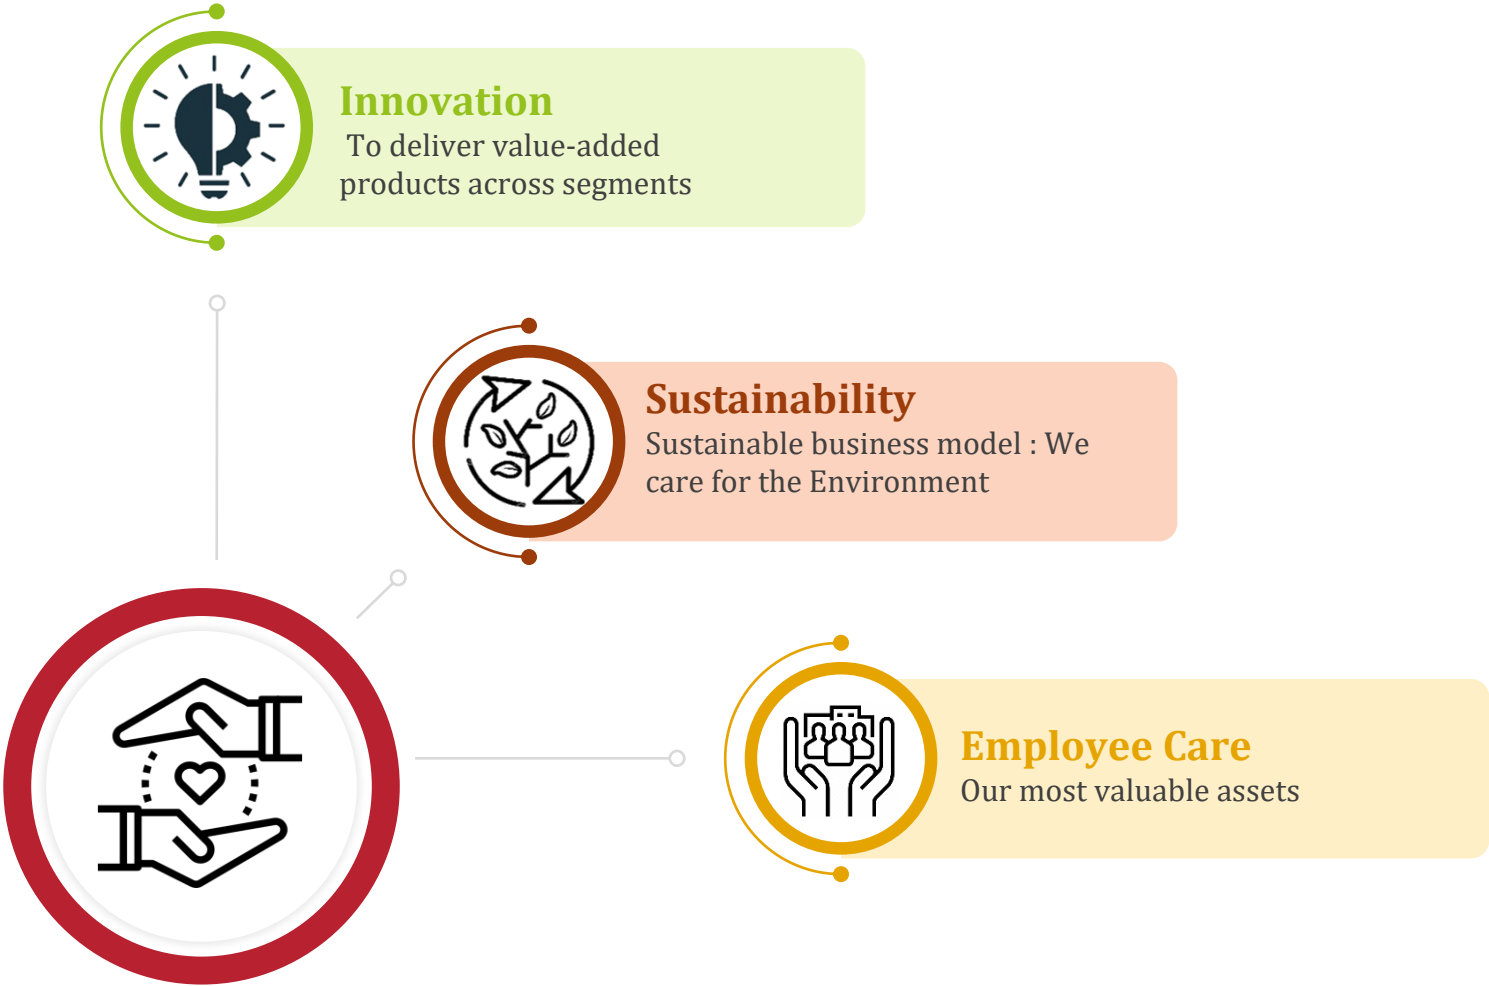 Innovation
To deliver value-added
products across segments
Sustainability
Sustainable business model : We
care for the Environment
Employee Care
Our most valuable assets